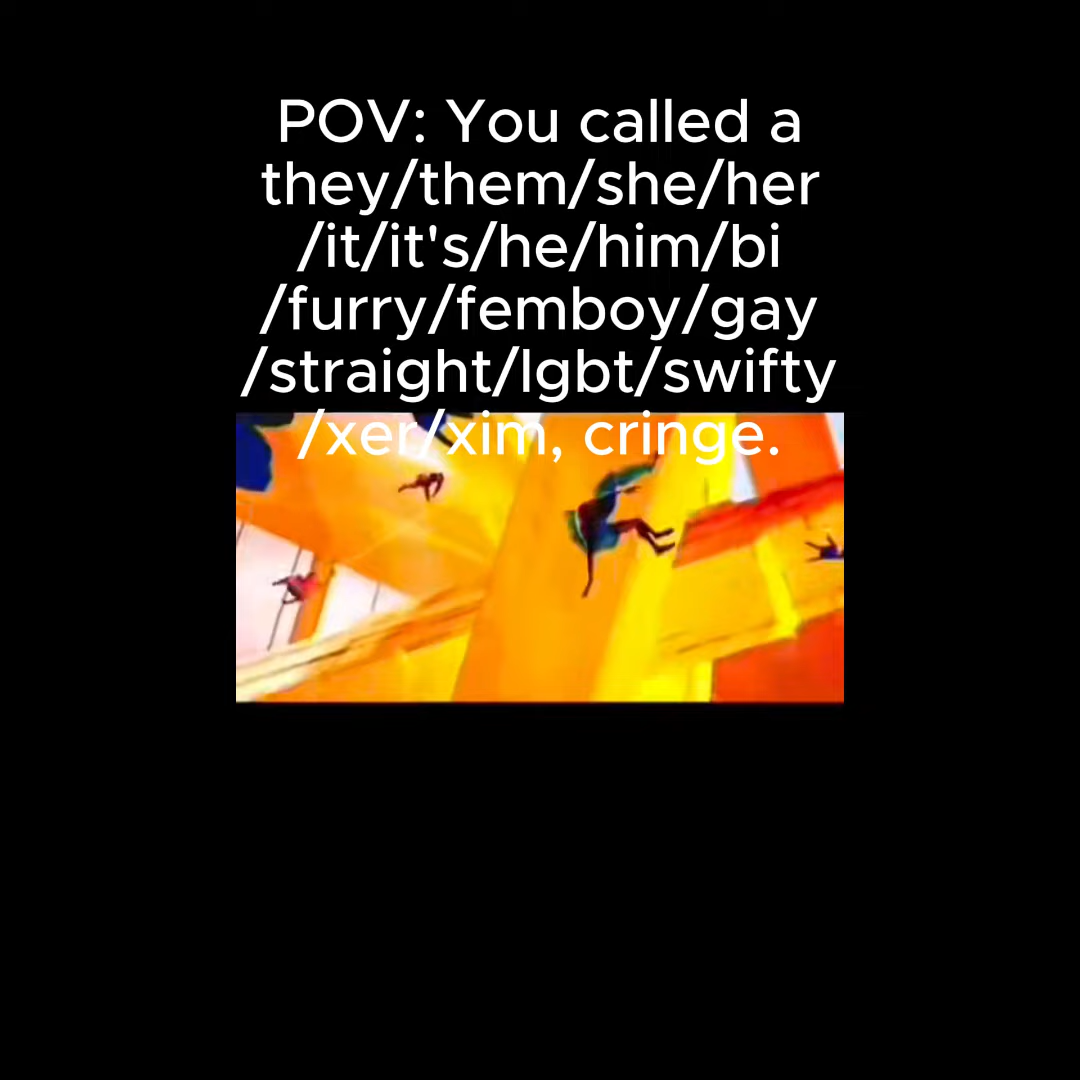 POV: You called a
they/them/she/her
/it/it's/he/him/bi
/furry/femboy/gay
/straight/lgbt/swifty
/xer/xim, cringe.